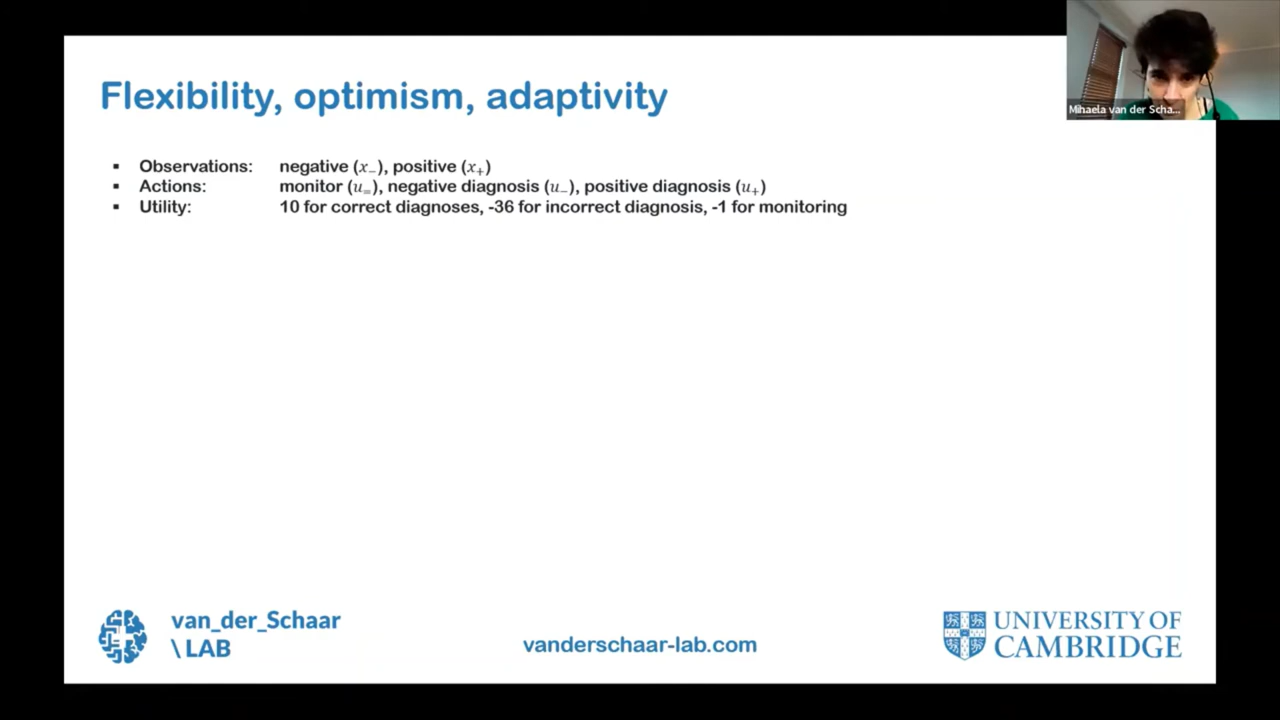 Flexibility, optimism, adaptivity
Mihaela van der Scha...
▪ Observations: negative (x₋), positive (x₊)
▪ Actions: monitor (u₌), negative diagnosis (u₋), positive diagnosis (u₊)
▪ Utility: 10 for correct diagnoses, -36 for incorrect diagnosis, -1 for monitoring
van_der_Schaar
\ LAB
vanderschaar-lab.com
UNIVERSITY OF
CAMBRIDGE